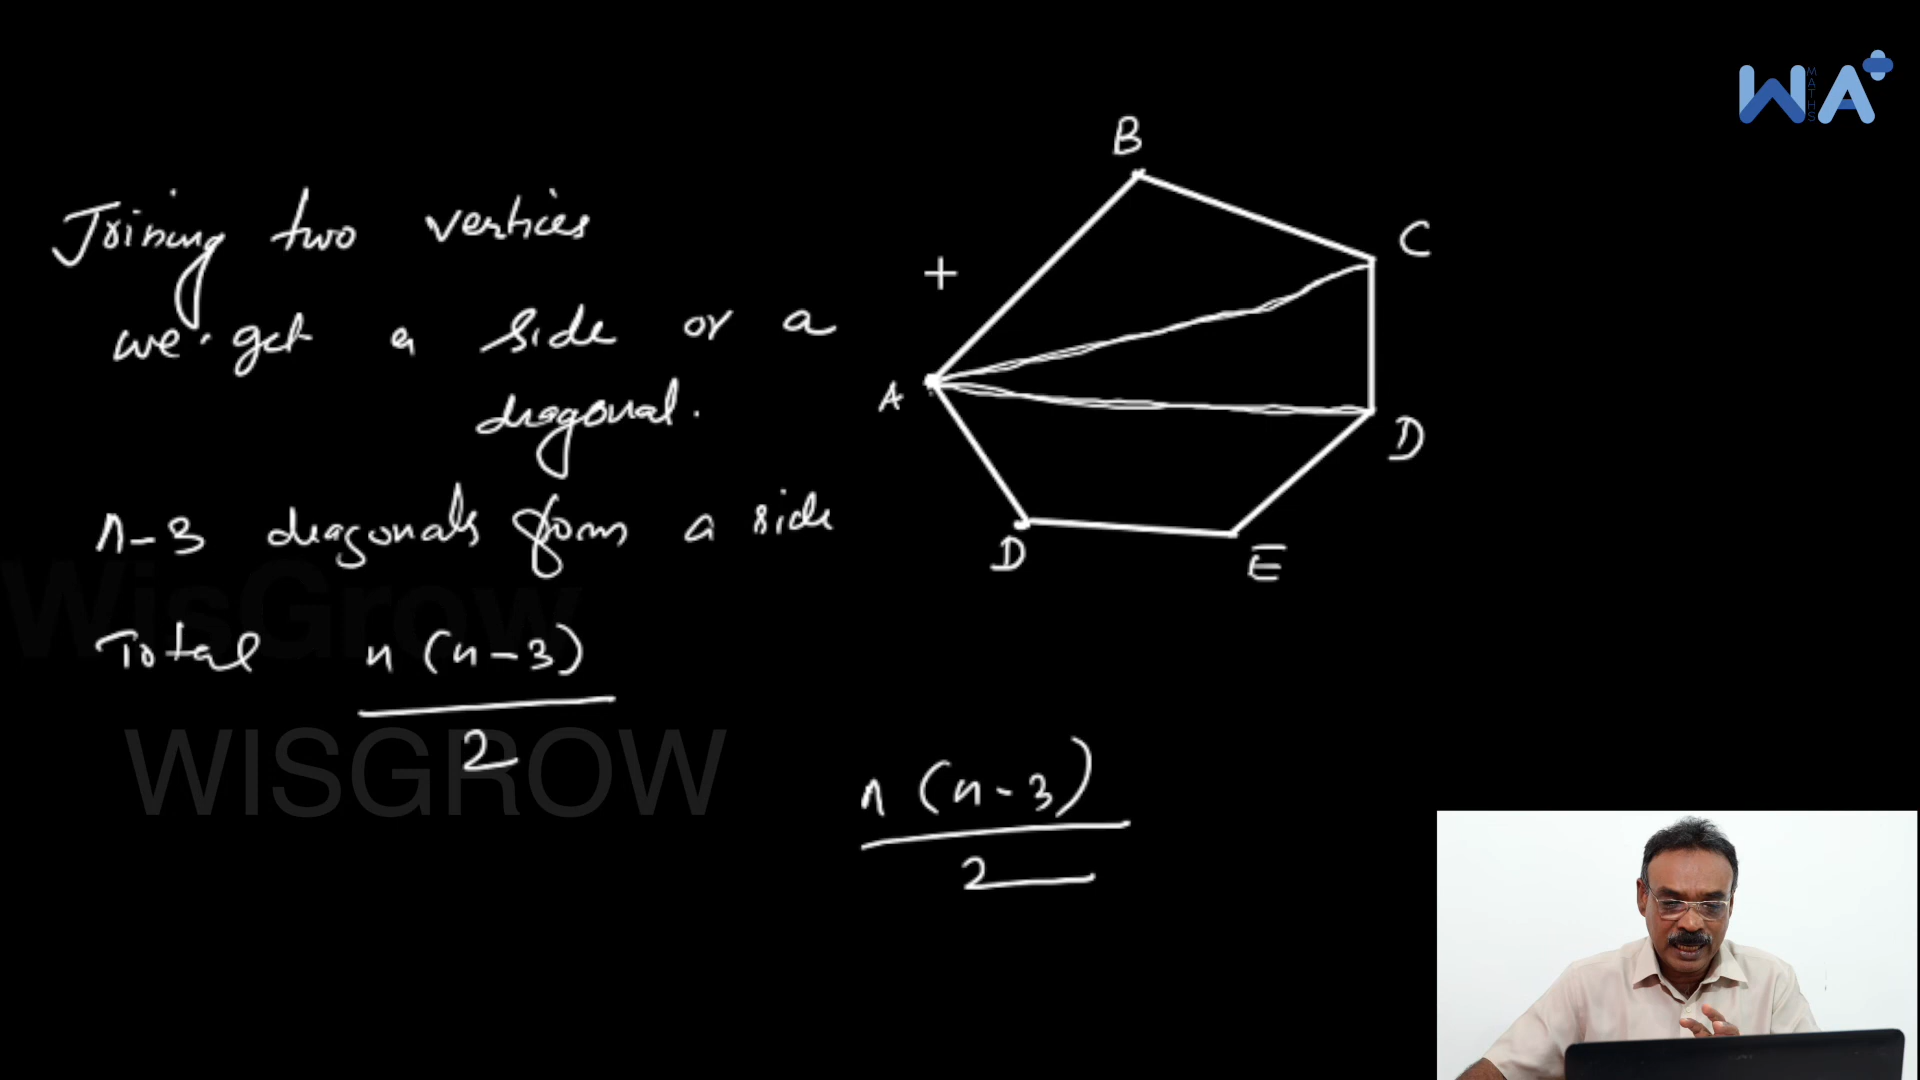 Joining two vertices
we get a side or a
diagonal.
n-3 diagonals from a side
Total n(n-3)
2
n(n-3)
2
B
C
A
D
D
E
WisGrow
WISGROW
WA+
MATHS